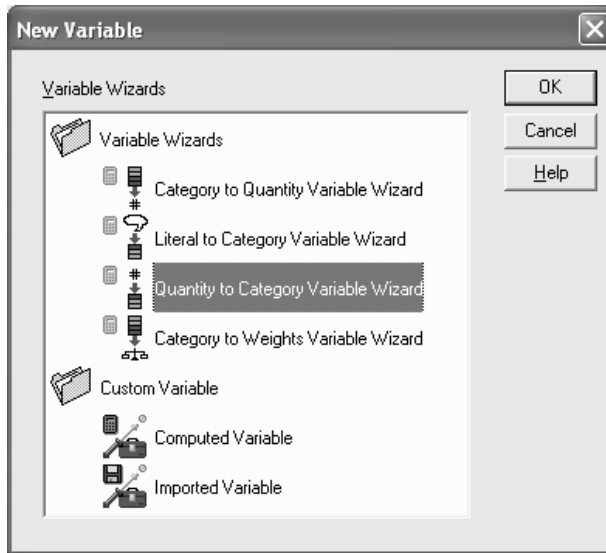 New Variable
Variable Wizards
OK
Cancel
Help
Variable Wizards
Category to Quantity Variable Wizard
Literal to Category Variable Wizard
Quantity to Category Variable Wizard
Category to Weights Variable Wizard
Custom Variable
Computed Variable
Imported Variable